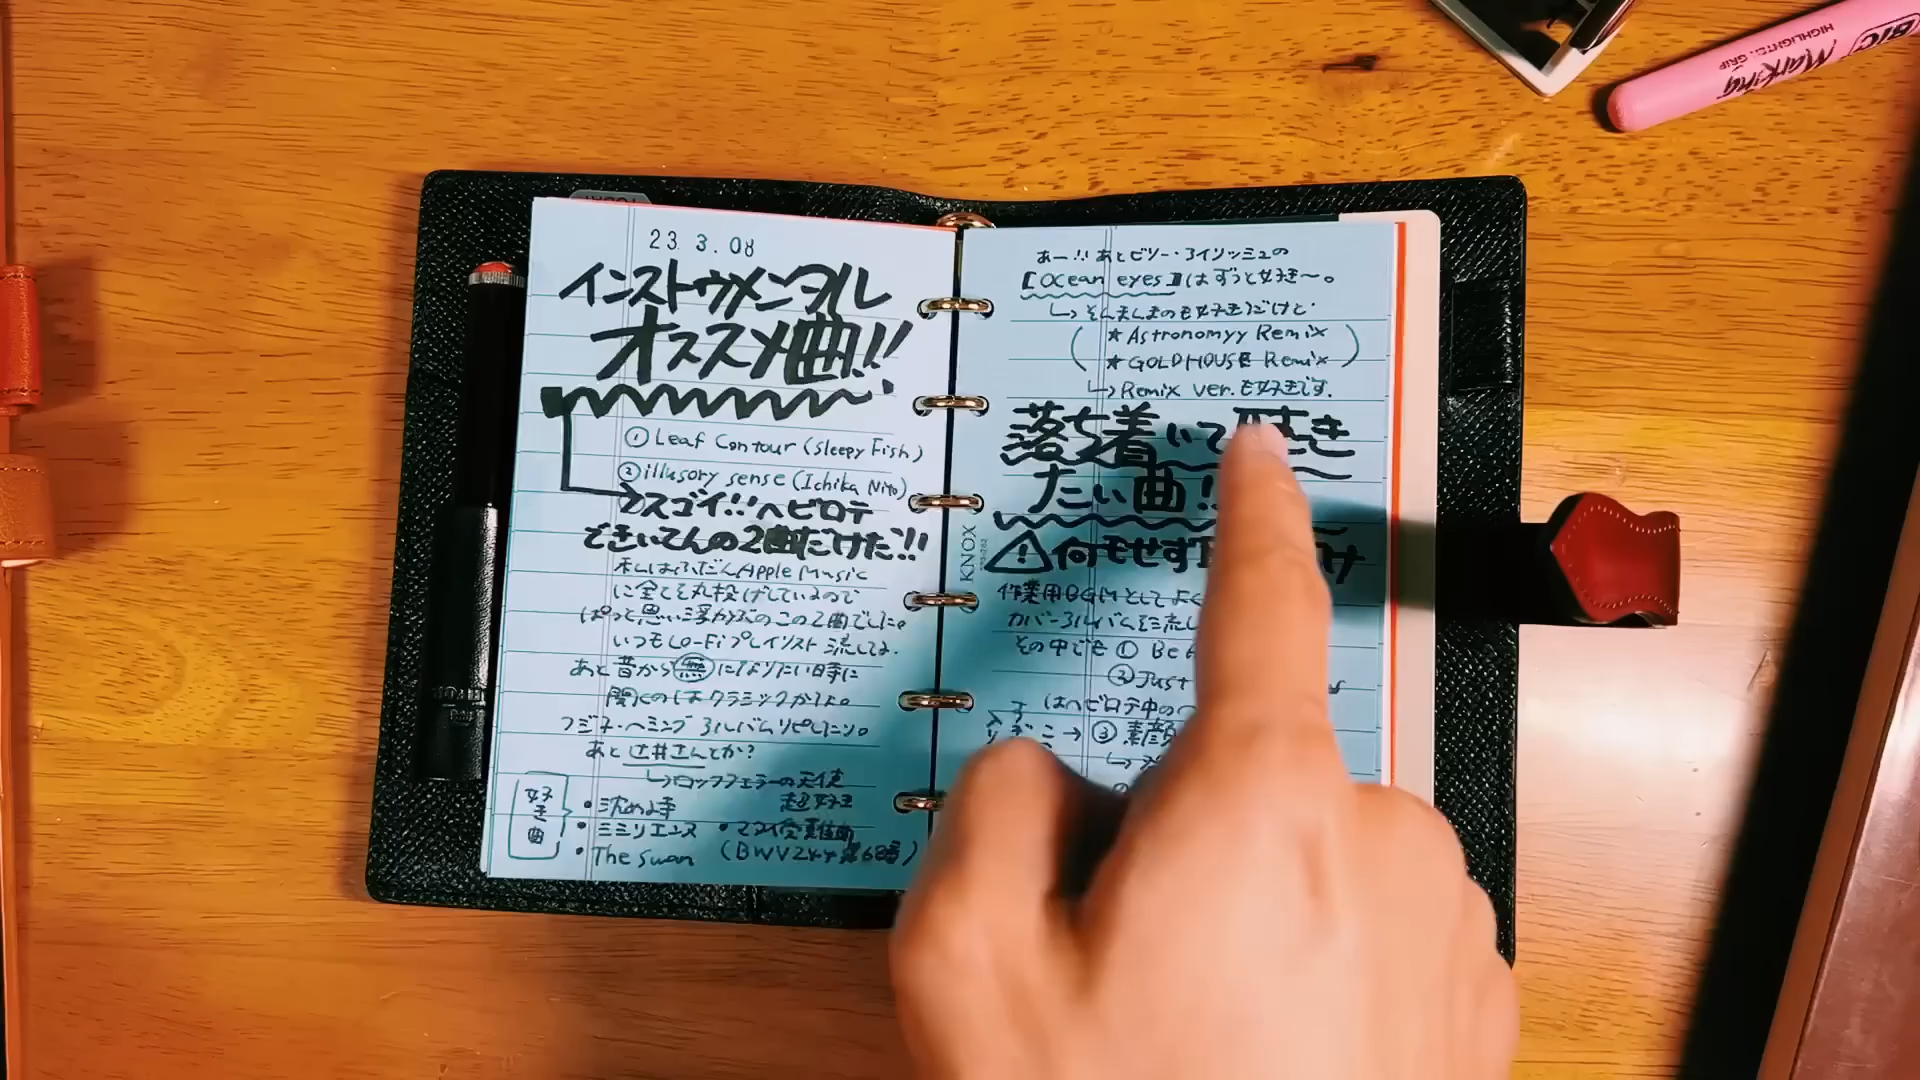 23. 3. 08
インストゥメンタル
オススメ曲!!
① Leaf Contour (Sleepy Fish)
② illusory sense (Ichika Nito)
スゴイ!!ヘビロテ
できいてんの2曲だけだ!!
私はふだんApple Music
に全てを丸投げしているので
ぱっと思い浮かぶのこの2曲でした。
いつもLo-Fiプレイリスト流してる。
あと昔から無になりたい時に
聞くのはクラシックかなぁ。
フジ子・ヘミング アルバムリピしたり。
あと辻井さんとか?
↳ロックフェラーの天使
超好き
好き曲
・沈める寺
・ミミリエンス
・マタイ受難曲
・The Swan
(BWV244 第68番)
あー!! あとビリー・アイリッシュの
【Ocean eyes】はずっと好き〜。
↳そのまんまのも好きだけど
★Astronomyy Remix
★GOLDHOUSE Remix
↳Remix ver.も好きです。
落ち着いて聴き
たい曲!
⚠何もせず
KNOX
作業用BGMとしてよく
カバーアルバムを流し
その中でも ① Be
② Just
はヘビロテ中の
→ ③ 素顔
BIC
Marking
HIGHLIGHTER GRIP